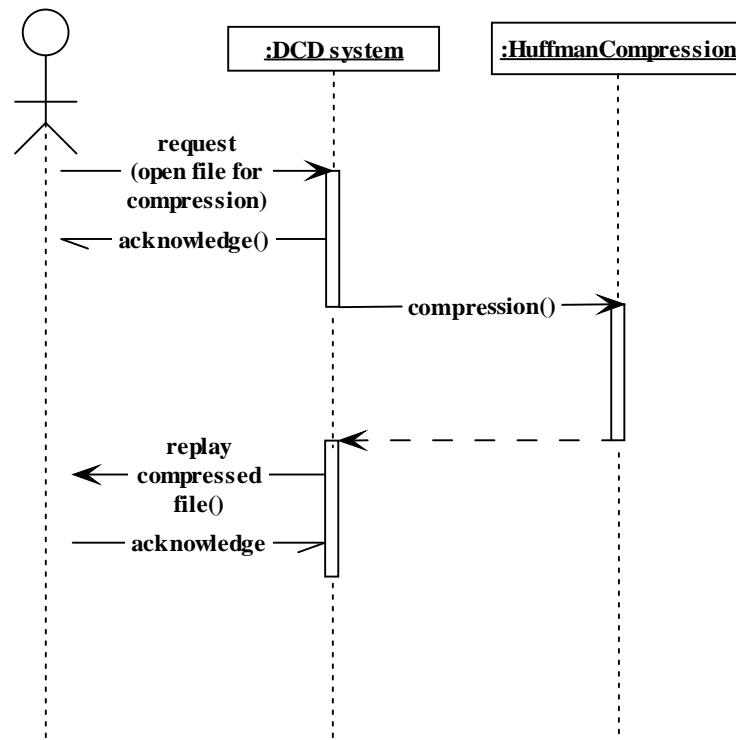 :DCD system
:HuffmanCompression
request
(open file for
compression)
acknowledge()
compression()
replay
compressed
file()
acknowledge